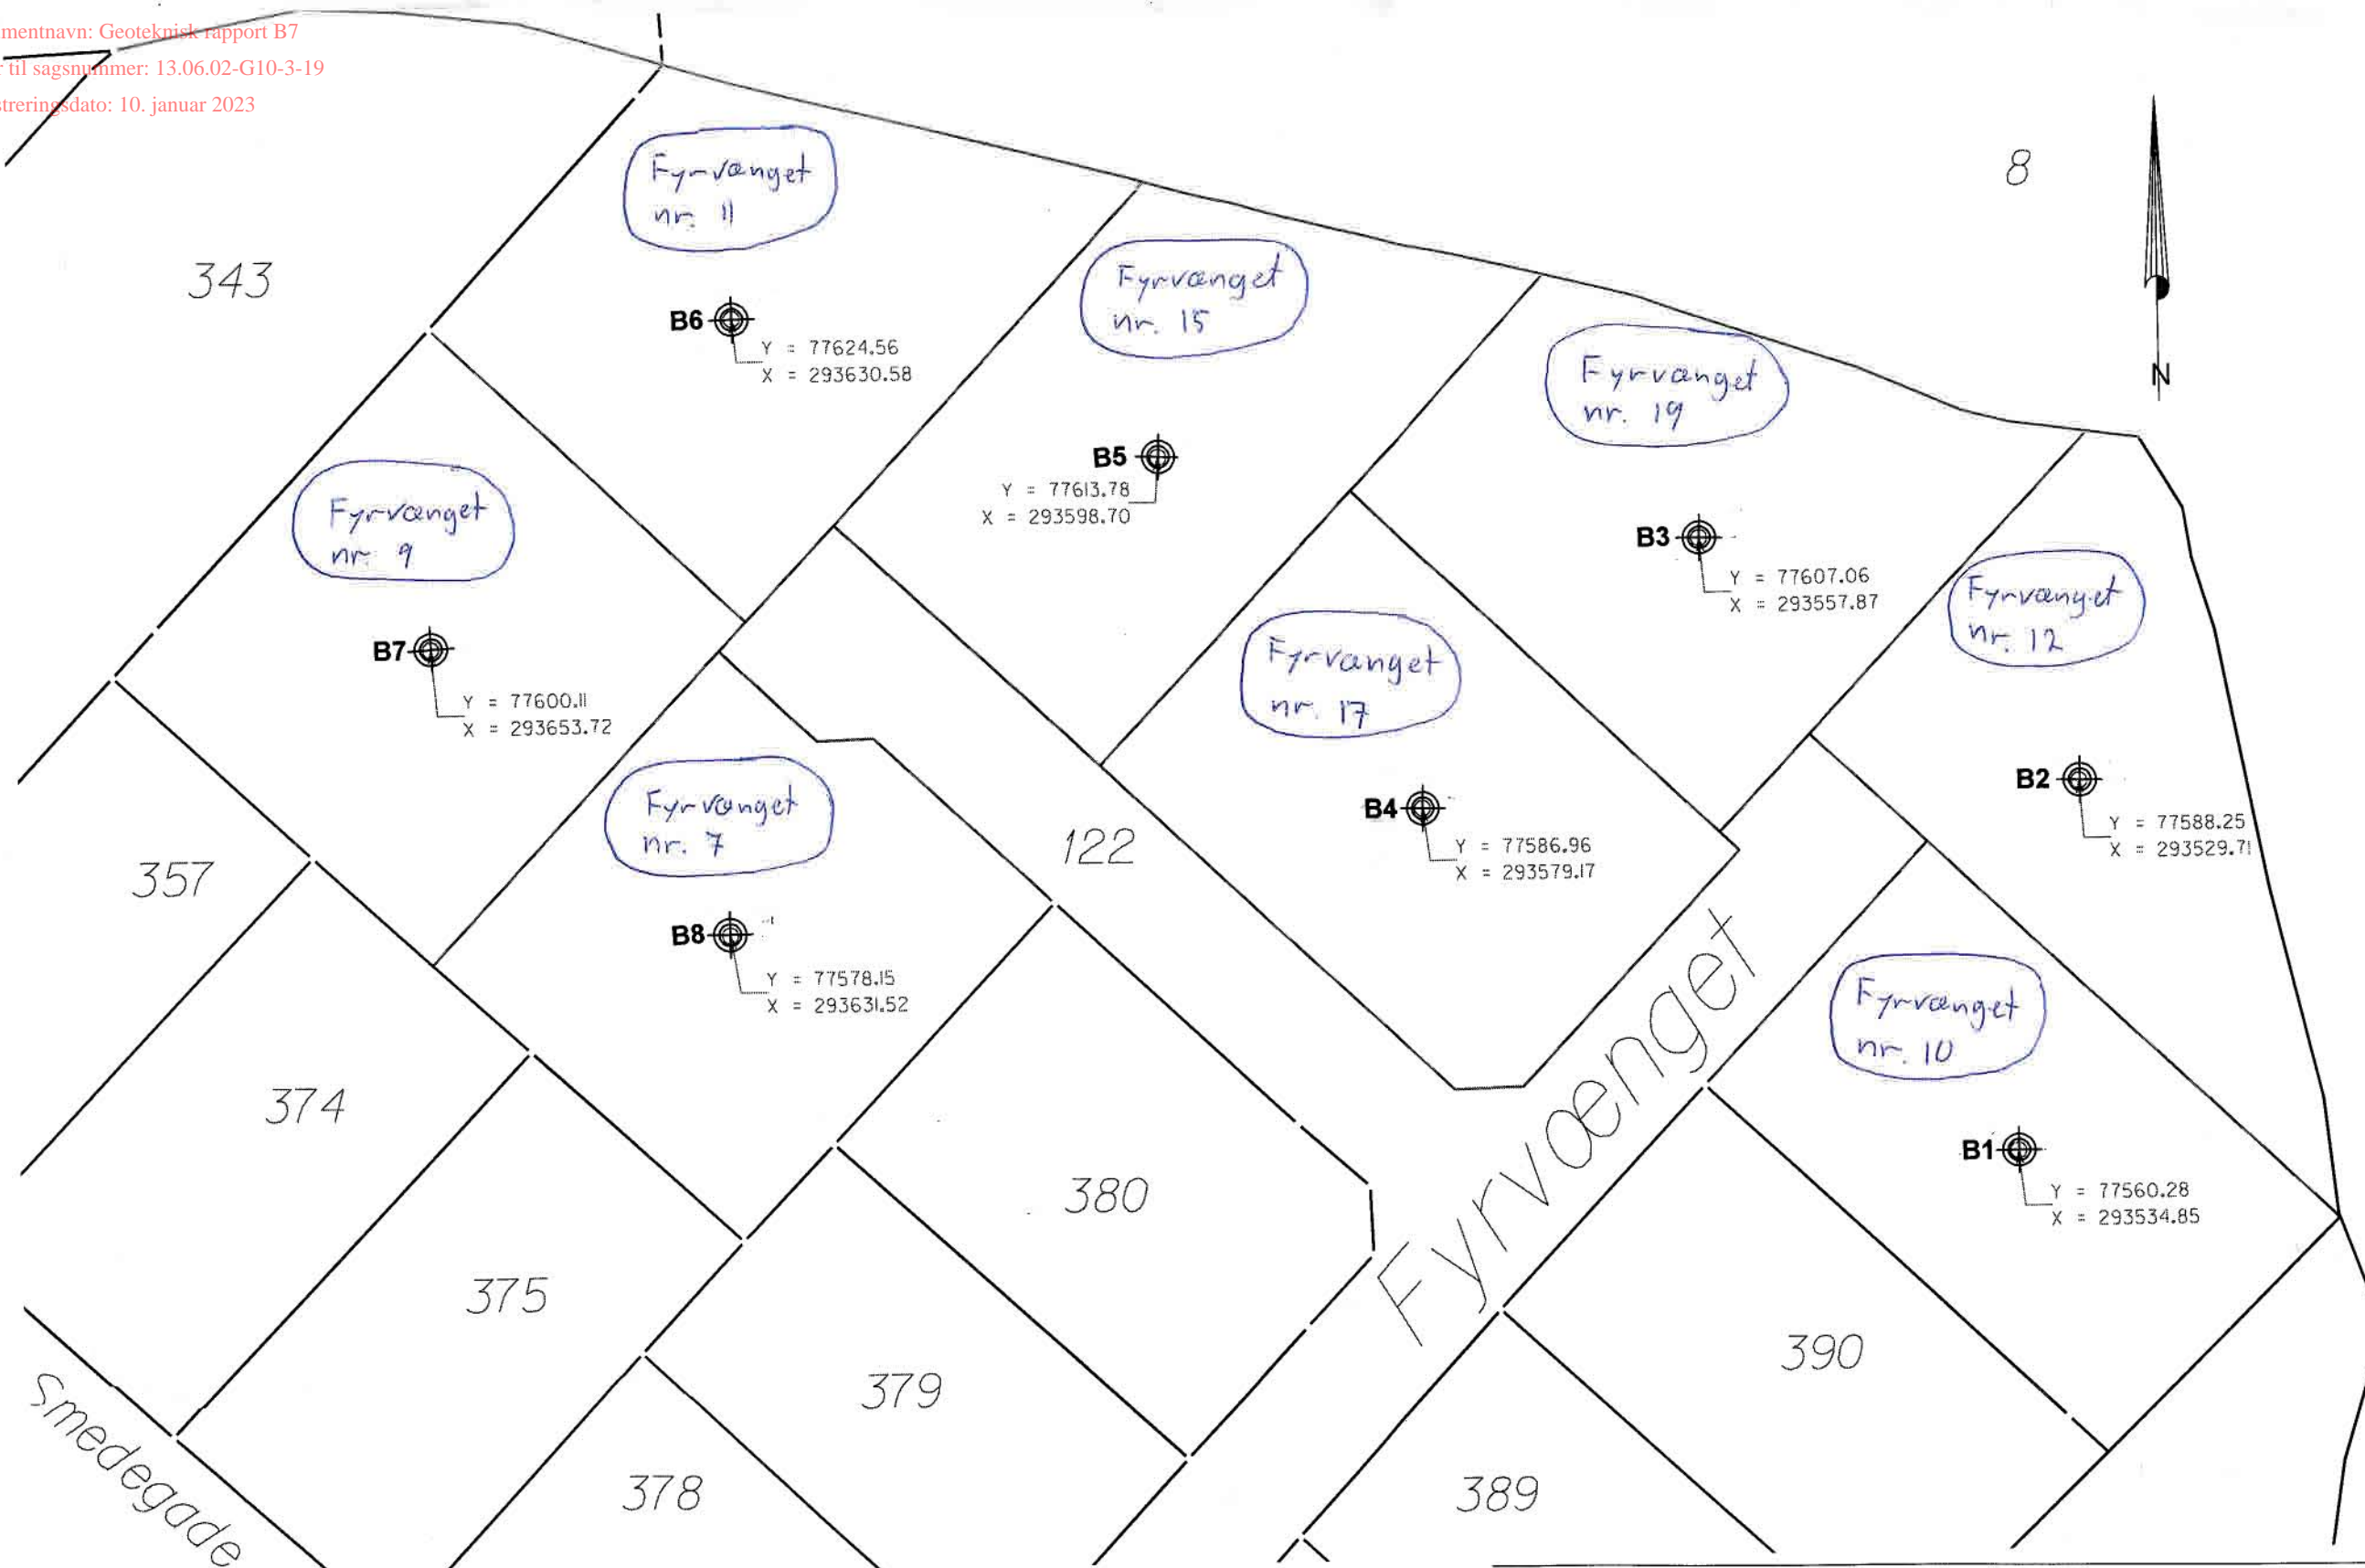 mentnavn: Geoteknisk rapport B7
til sagsnummer: 13.06.02-G10-3-19
streringsdato: 10. januar 2023
8
N
Fyrvænget
nr. 11
343
B6
Y = 77624.56
X = 293630.58
Fyrvænget
nr. 15
B5
Y = 77613.78
X = 293598.70
Fyrvænget
nr. 19
B3
Y = 77607.06
X = 293557.87
Fyrvænget
nr. 9
B7
Y = 77600.11
X = 293653.72
Fyrvænget
nr. 17
B4
Y = 77586.96
X = 293579.17
Fyrvænget
nr. 12
B2
Y = 77588.25
X = 293529.71
Fyrvænget
nr. 7
B8
Y = 77578.15
X = 293631.52
122
357
Fyrvænget
nr. 10
B1
Y = 77560.28
X = 293534.85
Fyrvænget
374
380
375
390
379
378
389
Smedegade